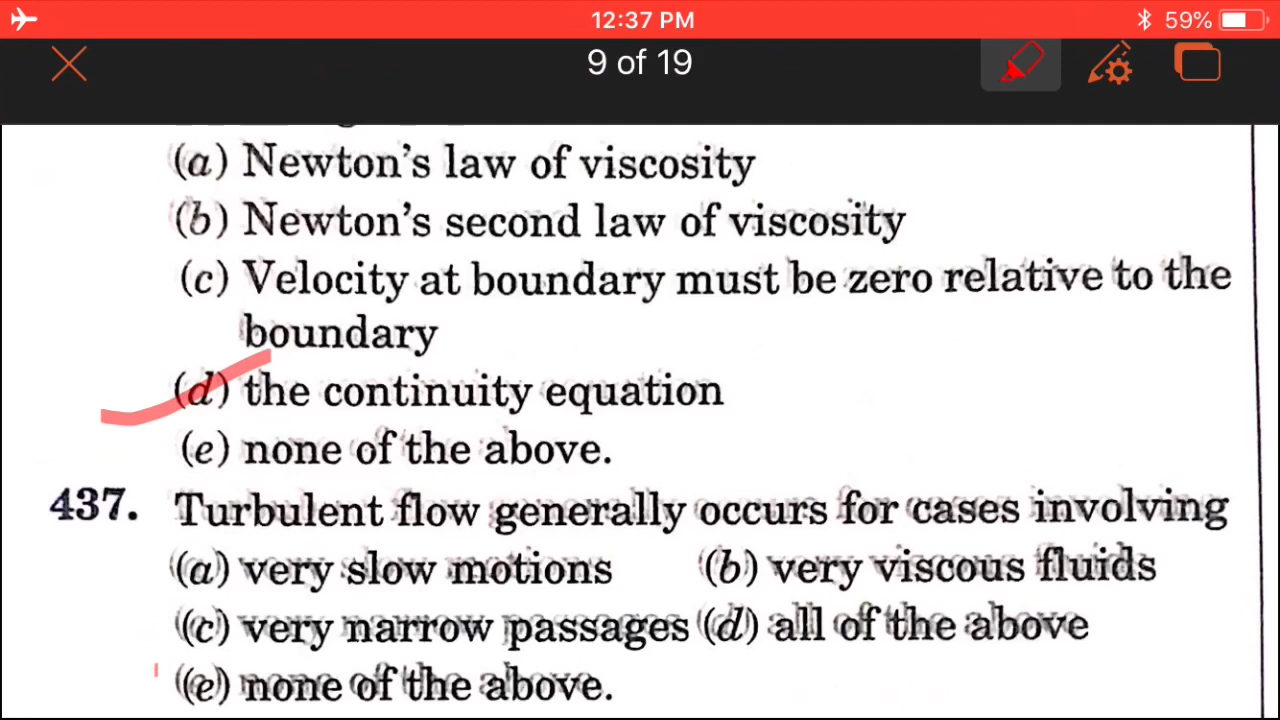 12:37 PM
59%
9 of 19
(a) Newton's law of viscosity
(b) Newton's second law of viscosity
(c) Velocity at boundary must be zero relative to the
boundary
(d) the continuity equation
(e) none of the above.
437. Turbulent flow generally occurs for cases involving
(a) very slow motions (b) very viscous fluids
(c) very narrow passages (d) all of the above
(e) none of the above.